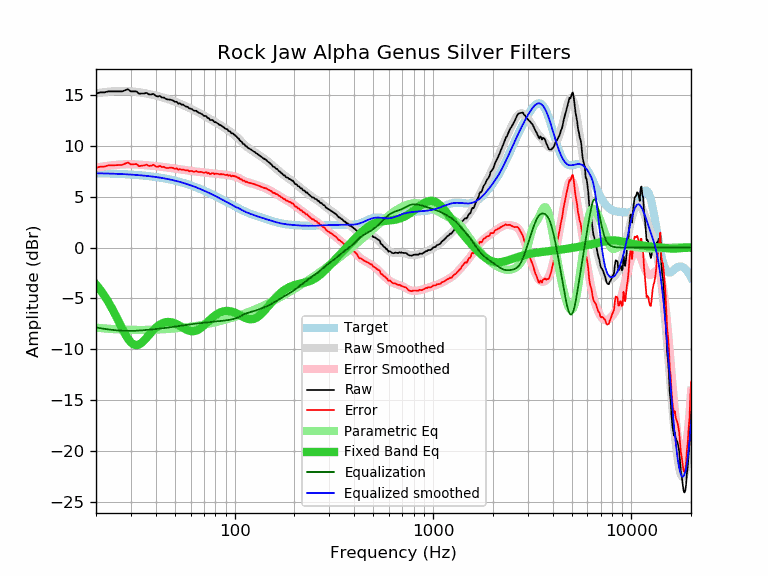 Rock Jaw Alpha Genus Silver Filters
Amplitude (dBr)
15
10
5
0
−5
−10
−15
−20
−25
Target
Raw Smoothed
Error Smoothed
Raw
Error
Parametric Eq
Fixed Band Eq
Equalization
Equalized smoothed
100
1000
10000
Frequency (Hz)